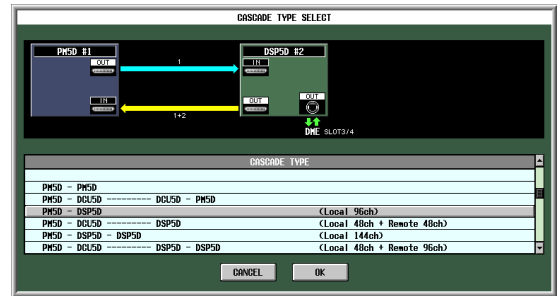 CASCADE TYPE SELECT
PM5D #1
DSP5D #2
OUT
1
IN
IN
1+2
OUT
OUT
DME SLOT3/4
CASCADE TYPE
PM5D - PM5D
PM5D - DCU5D --------- DCU5D - PM5D
PM5D - DSP5D (Local 96ch)
PM5D - DCU5D --------- DSP5D (Local 48ch + Remote 48ch)
PM5D - DSP5D - DSP5D (Local 144ch)
PM5D - DCU5D --------- DSP5D - DSP5D (Local 48ch + Remote 96ch)
CANCEL OK